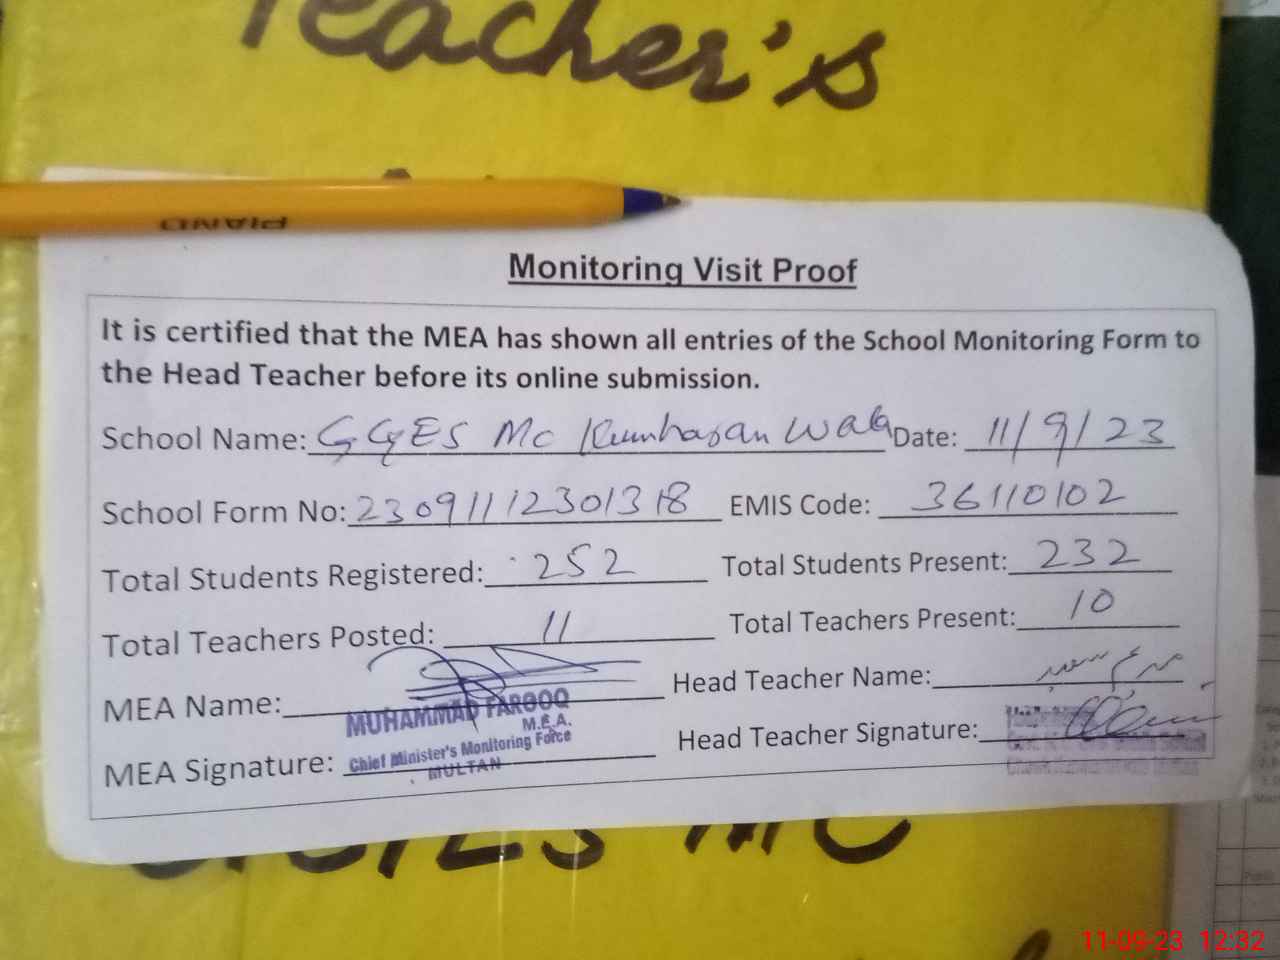 Teacher's
PIANO
Monitoring Visit Proof
It is certified that the MEA has shown all entries of the School Monitoring Form to
the Head Teacher before its online submission.
School Name: GGES MC Kumharan Wala Date: 11/9/23
School Form No: 230911112301318 EMIS Code: 36110102
Total Students Registered: 252 Total Students Present: 232
Total Teachers Posted: 11 Total Teachers Present: 10
MEA Name: Head Teacher Name:
MUHAMMAD FAROOQ
M.E.A.
MEA Signature: Head Teacher Signature:
Chief Minister's Monitoring Force
MULTAN
MC
11-09-23 12:32